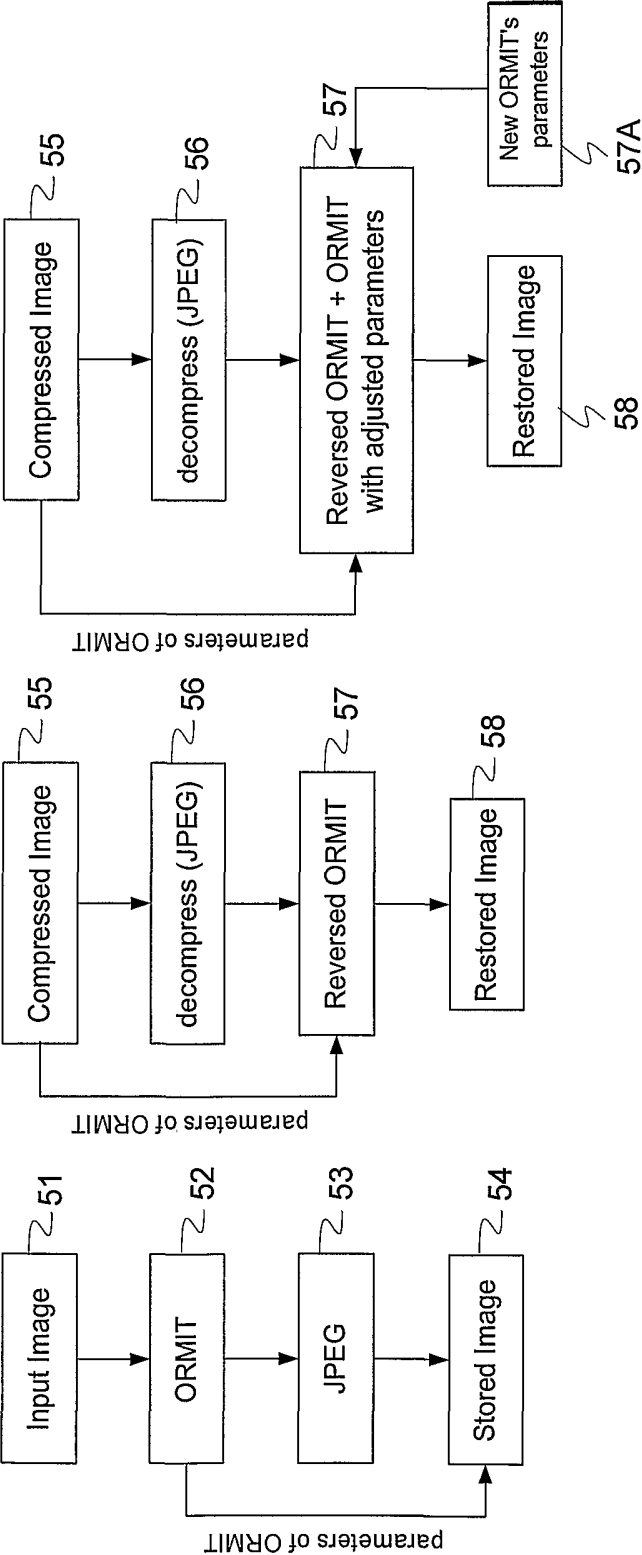 Input Image
51
ORMIT
52
JPEG
53
Stored Image
54
parameters of ORMIT
Compressed Image
55
decompress (JPEG)
56
Reversed ORMIT
57
Restored Image
58
parameters of ORMIT
Compressed Image
55
decompress (JPEG)
56
Reversed ORMIT + ORMIT
with adjusted parameters
57
Restored Image
58
New ORMIT's
parameters
57A
parameters of ORMIT